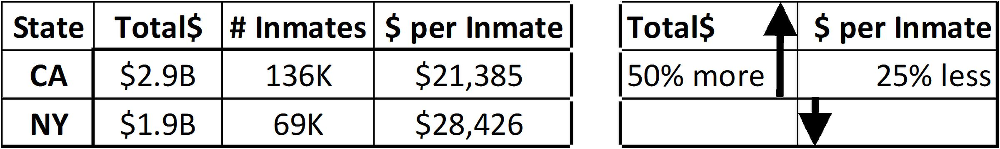 State Total$ # Inmates $ per Inmate Total$ $ per Inmate
CA $2.9B 136K $21,385 50% more 25% less
NY $1.9B 69K $28,426